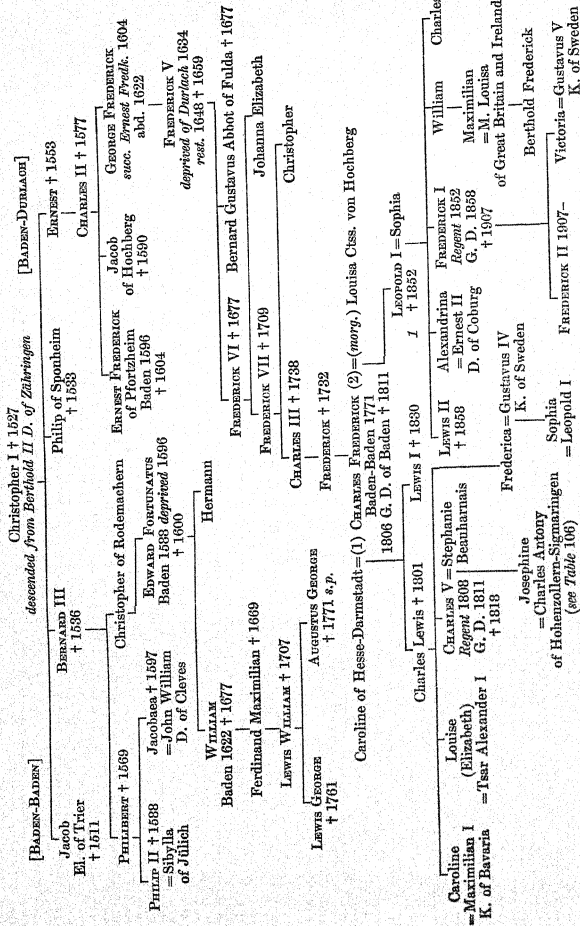 Christopher I † 1527
descended from Berthold II D. of Zähringen
[BADEN-BADEN]
[BADEN-DURLACH]
Jacob
El. of Trier
† 1511
BERNARD III
† 1536
Philip of Sponheim
† 1533
ERNEST † 1553
PHILIBERT † 1569
Christopher of Rodemachern
CHARLES II † 1577
PHILIP II † 1588
=Sibylla
of Jülich
Jacobaea † 1597
=John William
D. of Cleves
EDWARD FORTUNATUS
Baden 1588 deprived 1596
† 1600
ERNEST FREDERICK
of Pfortzheim
Baden 1596
† 1604
Jacob
of Hochberg
† 1590
GEORGE FREDERICK
succ. Ernest Fredk. 1604
abd. 1622
WILLIAM
Baden 1622 † 1677
Hermann
FREDERICK V
deprived of Durlach 1634
rest. 1648 † 1659
Ferdinand Maximilian † 1669
FREDERICK VI † 1677
Bernard Gustavus Abbot of Fulda † 1677
LEWIS WILLIAM † 1707
FREDERICK VII † 1709
Johanna Elizabeth
LEWIS GEORGE
† 1761
AUGUSTUS GEORGE
† 1771 s.p.
CHARLES III † 1738
Christopher
FREDERICK † 1732
Caroline of Hesse-Darmstadt=(1) CHARLES FREDERICK (2)=(morg.) Louisa Ctss. von Hochberg
Baden-Baden 1771
1806 G. D. of Baden † 1811
Charles Lewis † 1801
LEWIS I † 1830
LEOPOLD I=Sophia
† 1852
Caroline
=Maximilian I
K. of Bavaria
Louise
(Elizabeth)
=Tsar Alexander I
CHARLES V=Stephanie
Regent 1808 Beauharnais
G. D. 1811
† 1818
Frederica=Gustavus IV
K. of Sweden
LEWIS II
† 1858
Alexandrina
=Ernest II
D. of Coburg
FREDERICK I
Regent 1852
G. D. 1858
† 1907
William
Charles
Josephine
=Charles Antony
of Hohenzollern-Sigmaringen
(see Table 106)
Sophia
=Leopold I
Maximilian
=M. Louisa
of Great Britain and Ireland
FREDERICK II 1907–
Victoria=Gustavus V
K. of Sweden
Berthold Frederick